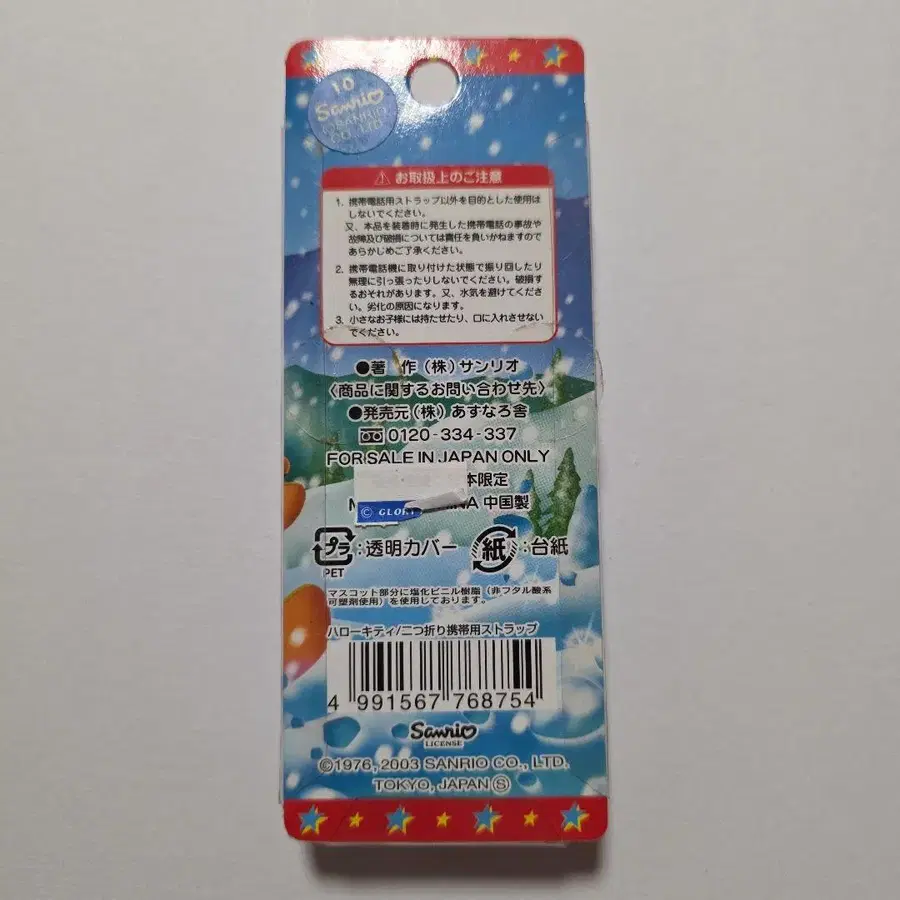 10
Sanrio
©SANRIO
CO., LTD
⚠ お取扱上のご注意
1. 携帯電話用ストラップ以外を目的とした使用は
しないでください。
又、本品を装着時に発生した携帯電話の事故や
故障及び破損については責任を負いかねますので
あらかじめご了承ください。
2. 携帯電話機に取り付けた状態で振り回したり
無理に引っ張ったりしないでください。破損す
るおそれがあります。又、水気を避けてくださ
い。劣化の原因になります。
3. 小さなお子様には持たせたり、口に入れさせない
でください。
●著 作 (株) サンリオ
〈商品に関するお問い合わせ先〉
●発売元 (株) あすなろ舎
0120-334-337
FOR SALE IN JAPAN ONLY
本限定
© GLORY
中国製
プラ :透明カバー 紙 :台紙
PET
マスコット部分に塩化ビニル樹脂 (非フタル酸系
可塑剤使用) を使用しております。
ハローキティ/二つ折り携帯用ストラップ
4 991567 768754
Sanrio
LICENSE
©1976, 2003 SANRIO CO., LTD.
TOKYO, JAPAN Ⓢ